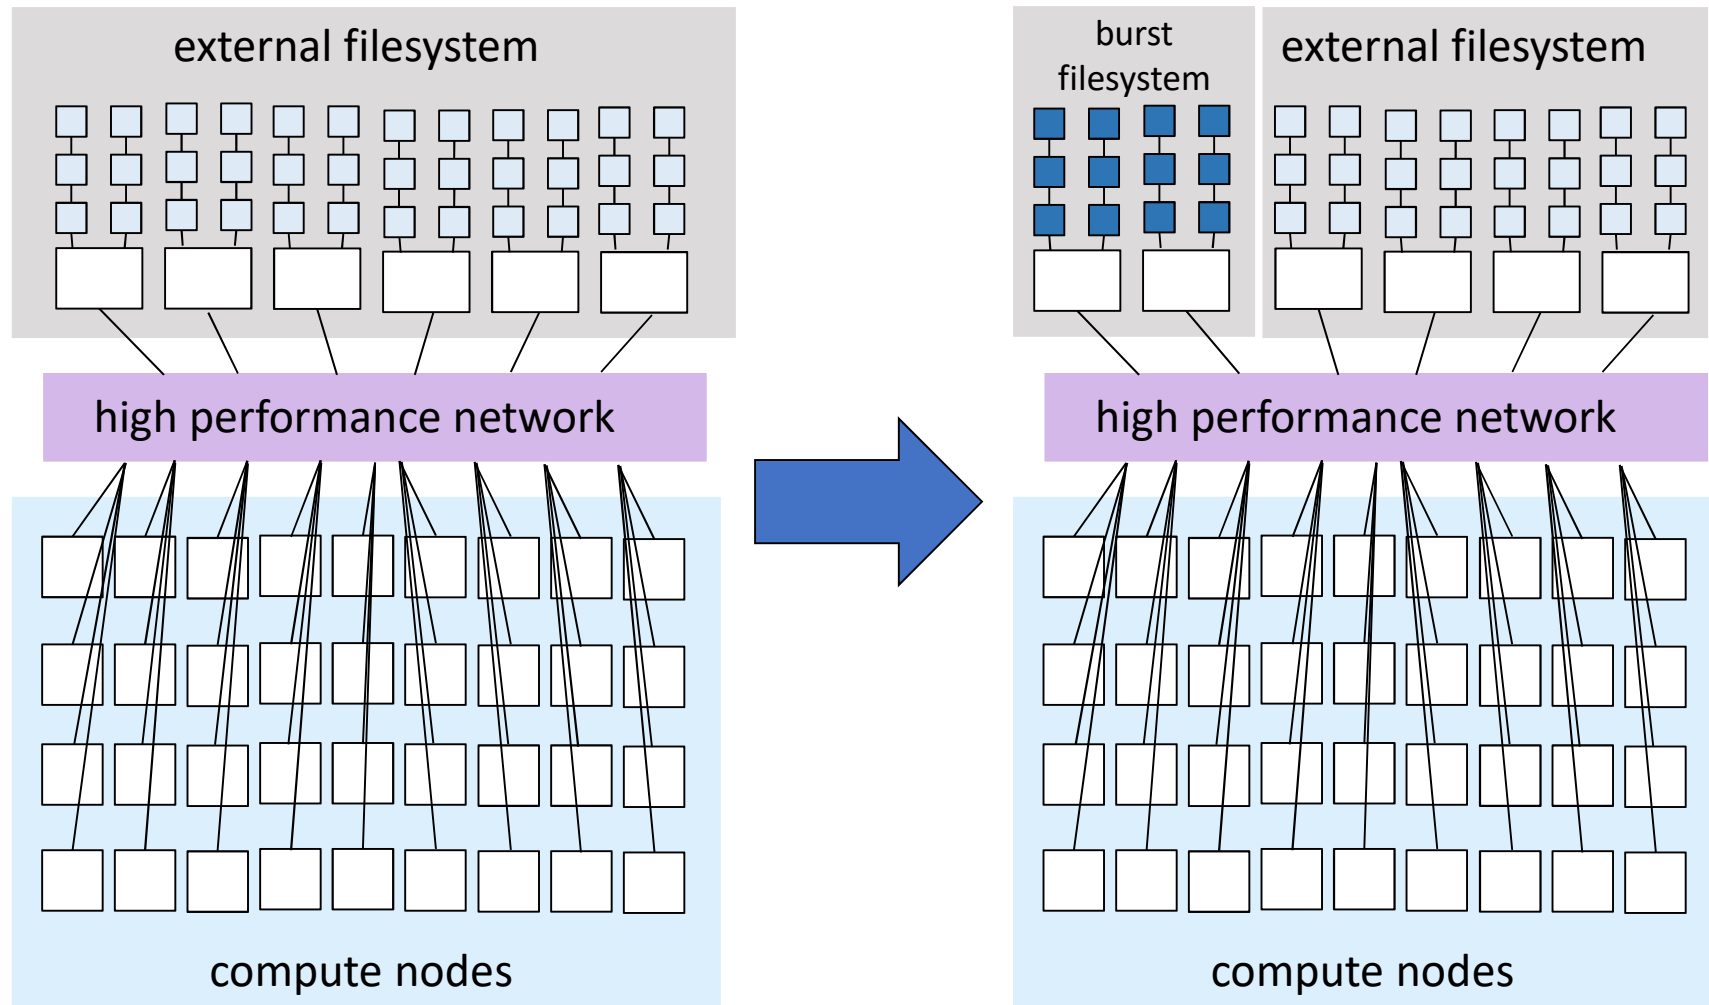 external filesystem
high performance network
compute nodes
burst
filesystem
external filesystem
high performance network
compute nodes